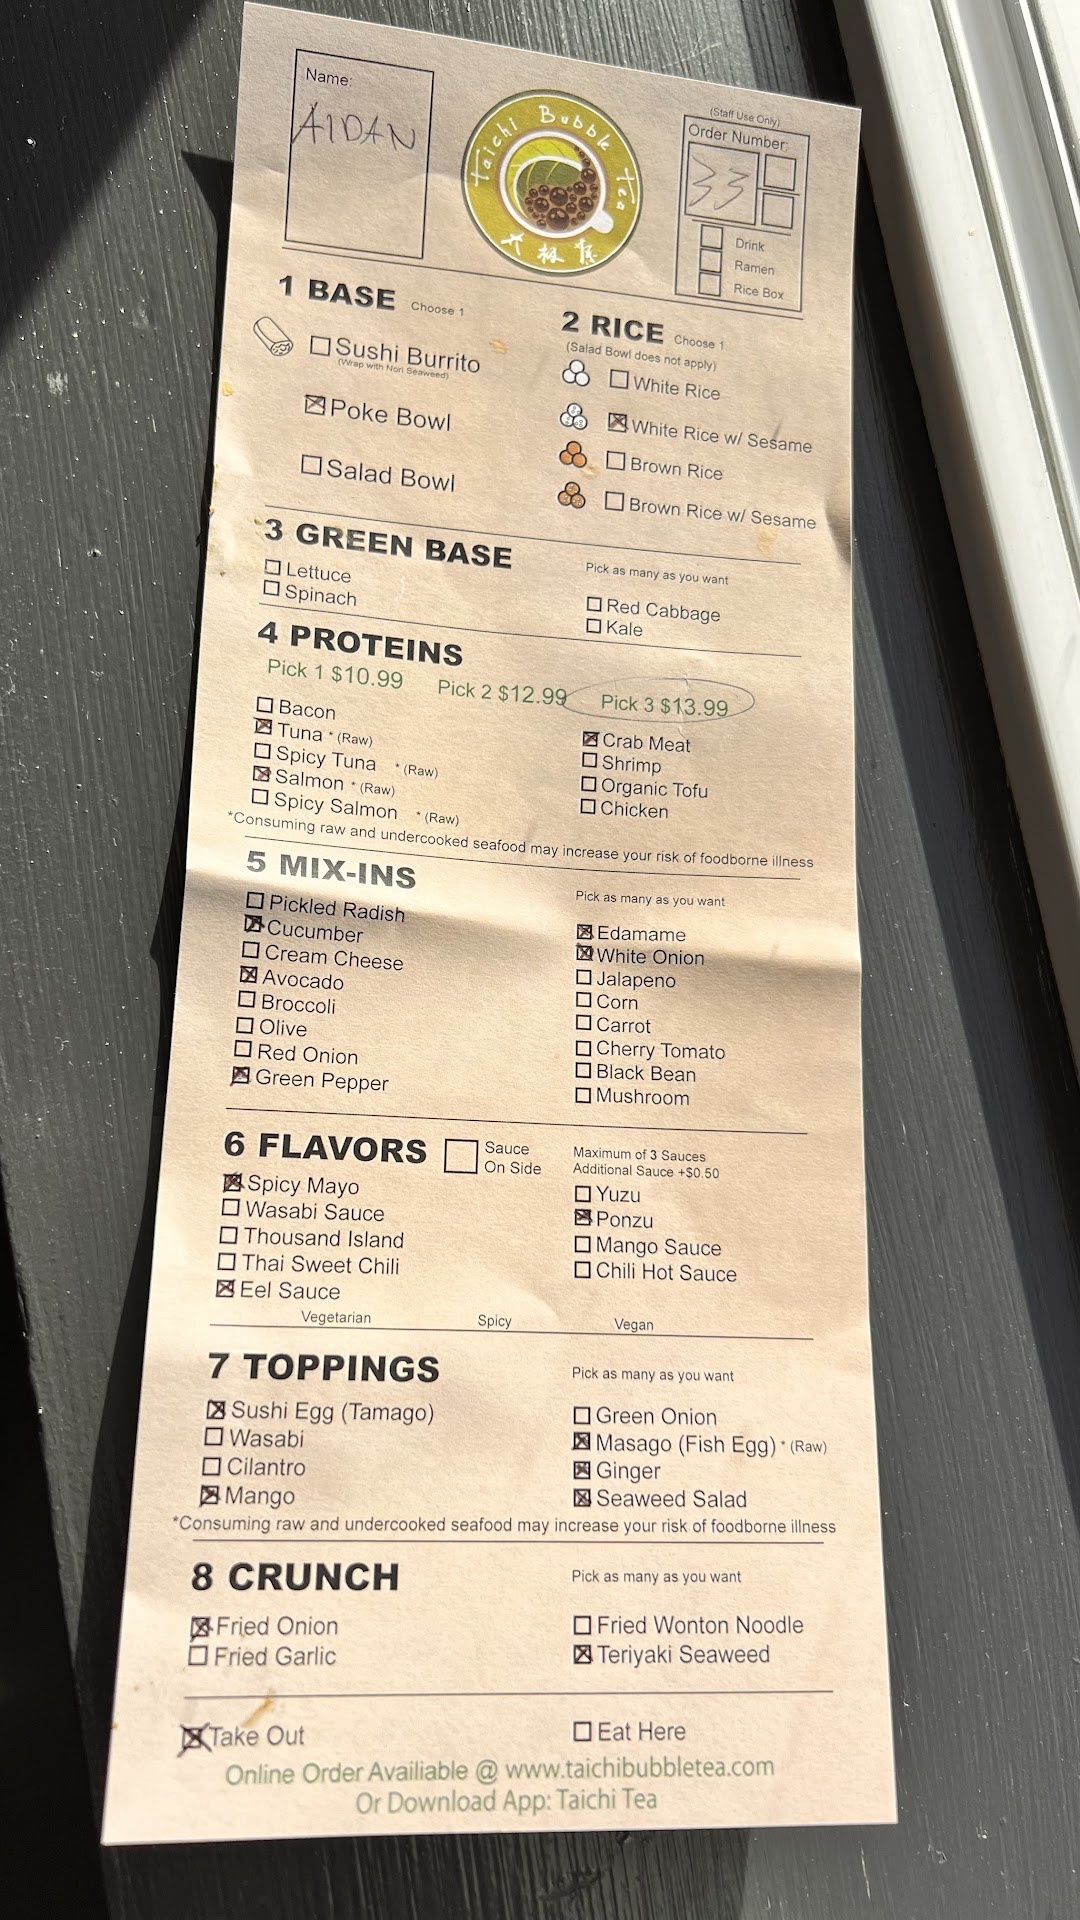 Name:
AIDAN
Taichi Bubble Tea
(Staff Use Only)
Order Number:
33
Drink
Ramen
Rice Box
1 BASE Choose 1
Sushi Burrito
(Wrap with Nori Seaweed)
Poke Bowl
Salad Bowl
2 RICE Choose 1
(Salad Bowl does not apply)
White Rice
White Rice w/ Sesame
Brown Rice
Brown Rice w/ Sesame
3 GREEN BASE
Pick as many as you want
Lettuce
Spinach
Red Cabbage
Kale
4 PROTEINS
Pick 1 $10.99 Pick 2 $12.99 Pick 3 $13.99
Bacon
Tuna * (Raw)
Spicy Tuna * (Raw)
Salmon * (Raw)
Spicy Salmon * (Raw)
Crab Meat
Shrimp
Organic Tofu
Chicken
*Consuming raw and undercooked seafood may increase your risk of foodborne illness
5 MIX-INS
Pick as many as you want
Pickled Radish
Cucumber
Cream Cheese
Avocado
Broccoli
Olive
Red Onion
Green Pepper
Edamame
White Onion
Jalapeno
Corn
Carrot
Cherry Tomato
Black Bean
Mushroom
6 FLAVORS
Sauce
On Side
Maximum of 3 Sauces
Additional Sauce +$0.50
Spicy Mayo
Wasabi Sauce
Thousand Island
Thai Sweet Chili
Eel Sauce
Yuzu
Ponzu
Mango Sauce
Chili Hot Sauce
Vegetarian Spicy Vegan
7 TOPPINGS
Pick as many as you want
Sushi Egg (Tamago)
Wasabi
Cilantro
Mango
Green Onion
Masago (Fish Egg) * (Raw)
Ginger
Seaweed Salad
*Consuming raw and undercooked seafood may increase your risk of foodborne illness
8 CRUNCH
Pick as many as you want
Fried Onion
Fried Garlic
Fried Wonton Noodle
Teriyaki Seaweed
Take Out
Eat Here
Online Order Availiable @ www.taichibubbletea.com
Or Download App: Taichi Tea